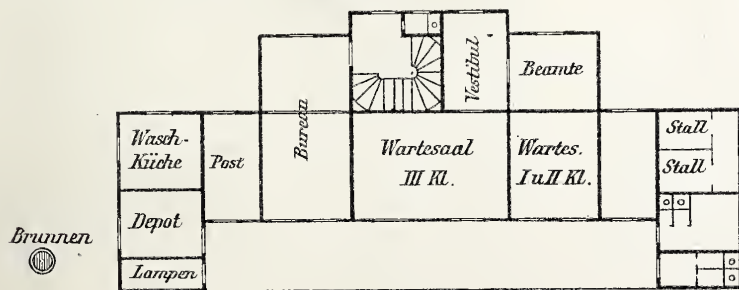 Vestibul
Beamte
Wasch-
Küche
Post
Bureau
Wartesaal
III Kl.
Wartes.
I u II Kl.
Stall
Stall
Depot
Brunnen
Lampen